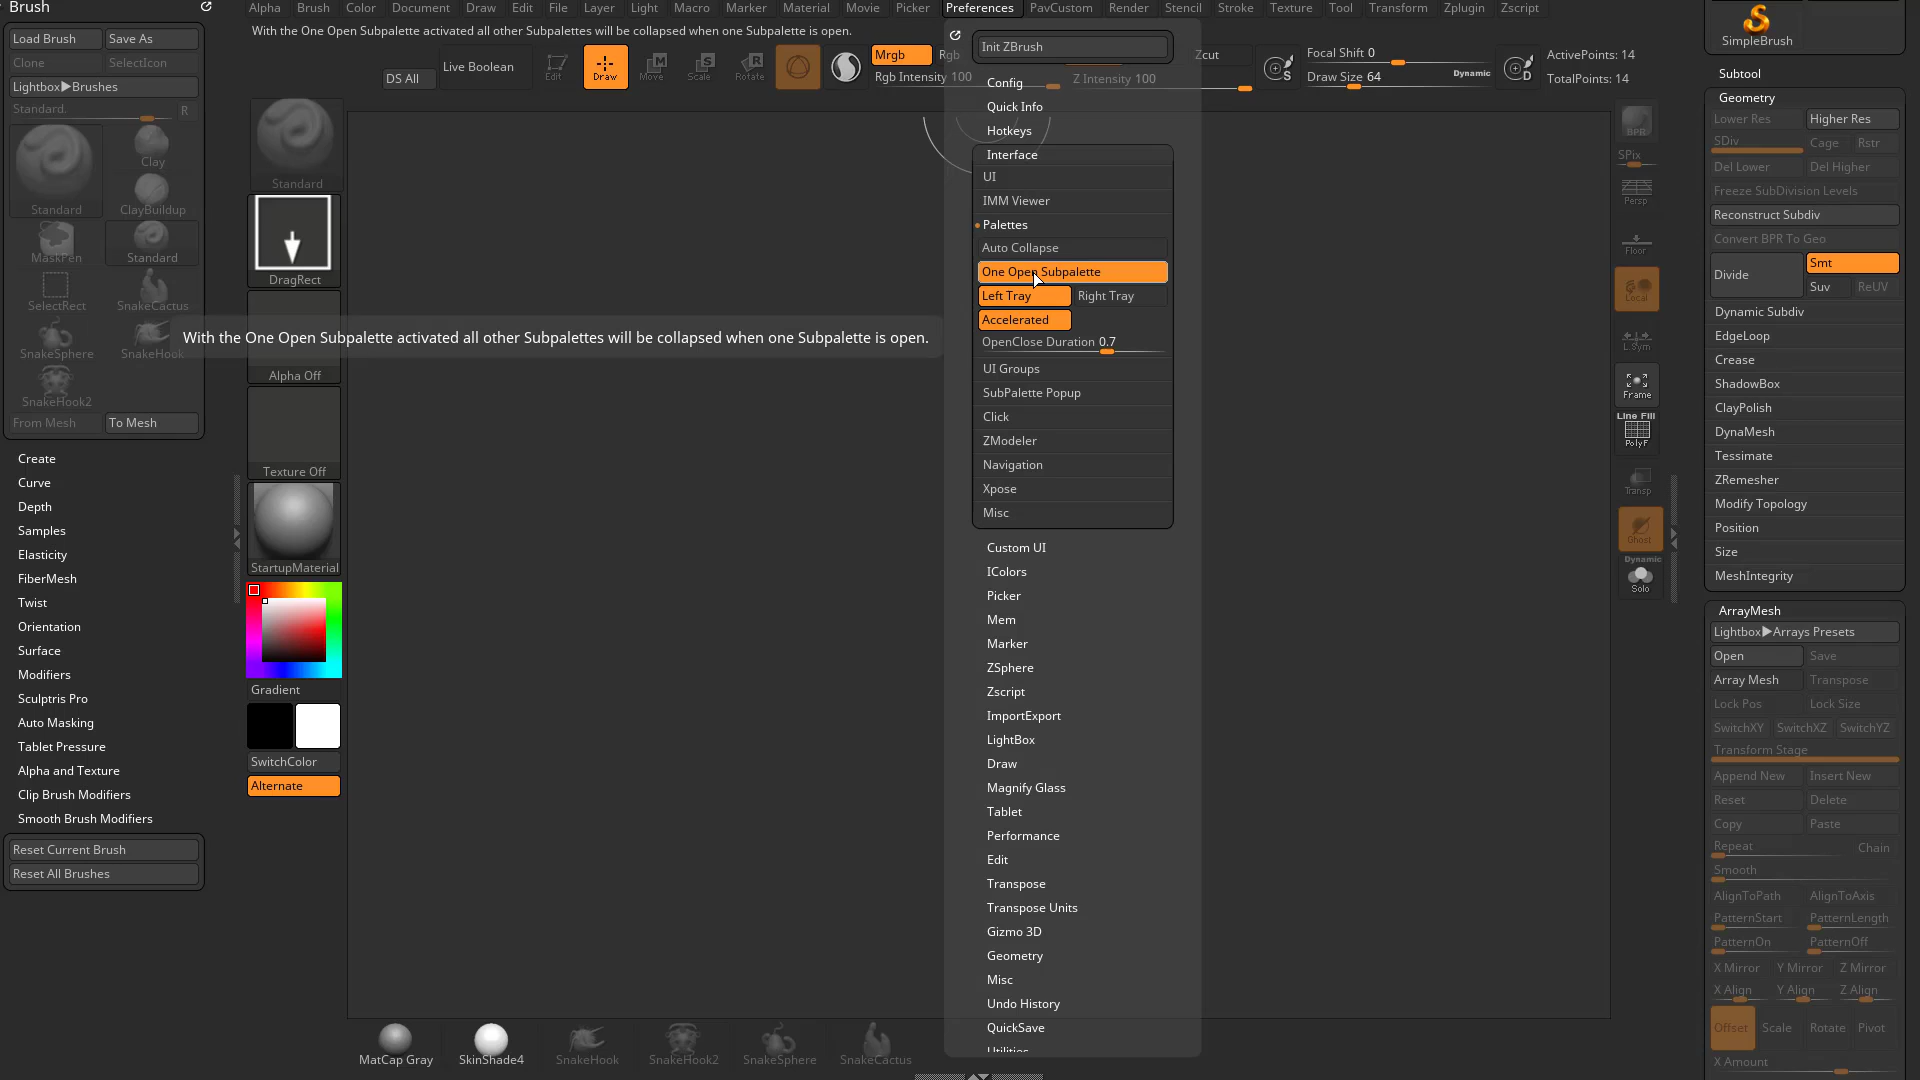 Brush
Alpha Brush Color Document Draw Edit File Layer Light Macro Marker Material Movie Picker Preferences PavCustom Render Stencil Stroke Texture Tool Transform Zplugin Zscript
With the One Open Subpalette activated all other Subpalettes will be collapsed when one Subpalette is open.
Load Brush Save As
Clone SelectIcon
Lightbox▶Brushes
Standard. R
Standard
Clay
ClayBuildup
MaskPen Standard
SelectRect SnakeCactus
SnakeSphere SnakeHook
SnakeHook2
From Mesh To Mesh
Create
Curve
Depth
Samples
Elasticity
FiberMesh
Twist
Orientation
Surface
Modifiers
Sculptris Pro
Auto Masking
Tablet Pressure
Alpha and Texture
Clip Brush Modifiers
Smooth Brush Modifiers
Reset Current Brush
Reset All Brushes
DS All
Live Boolean
Edit Draw Move Scale Rotate
Mrgb Rgb
Rgb Intensity 100
Z Intensity 100
Zcut
Focal Shift 0
Draw Size 64 Dynamic
S
D
ActivePoints: 14
TotalPoints: 14
Standard
DragRect
Alpha Off
Texture Off
StartupMaterial
Gradient
SwitchColor
Alternate
With the One Open Subpalette activated all other Subpalettes will be collapsed when one Subpalette is open.
Init ZBrush
Config
Quick Info
Hotkeys
Interface
UI
IMM Viewer
Palettes
Auto Collapse
One Open Subpalette
Left Tray Right Tray
Accelerated
OpenClose Duration 0.7
UI Groups
SubPalette Popup
Click
ZModeler
Navigation
Xpose
Misc
Custom UI
IColors
Picker
Mem
Marker
ZSphere
Zscript
ImportExport
LightBox
Draw
Magnify Glass
Tablet
Performance
Edit
Transpose
Transpose Units
Gizmo 3D
Geometry
Misc
Undo History
QuickSave
Utilities
MatCap Gray SkinShade4 SnakeHook SnakeHook2 SnakeSphere SnakeCactus
BPR
SPix
Persp
Floor
Local
L.Sym
Frame
Line Fill
PolyF
Transp
Ghost
Dynamic
Solo
SimpleBrush
Subtool
Geometry
Lower Res Higher Res
SDiv Cage Rstr
Del Lower Del Higher
Freeze SubDivision Levels
Reconstruct Subdiv
Convert BPR To Geo
Divide Smt
Suv ReUV
Dynamic Subdiv
EdgeLoop
Crease
ShadowBox
ClayPolish
DynaMesh
Tessimate
ZRemesher
Modify Topology
Position
Size
MeshIntegrity
ArrayMesh
Lightbox▶Arrays Presets
Open Save
Array Mesh Transpose
Lock Pos Lock Size
SwitchXY SwitchXZ SwitchYZ
Transform Stage
Append New Insert New
Reset Delete
Copy Paste
Repeat Chain
Smooth
AlignToPath AlignToAxis
PatternStart PatternLength
PatternOn PatternOff
X Mirror Y Mirror Z Mirror
X Align Y Align Z Align
Offset Scale Rotate Pivot
X Amount